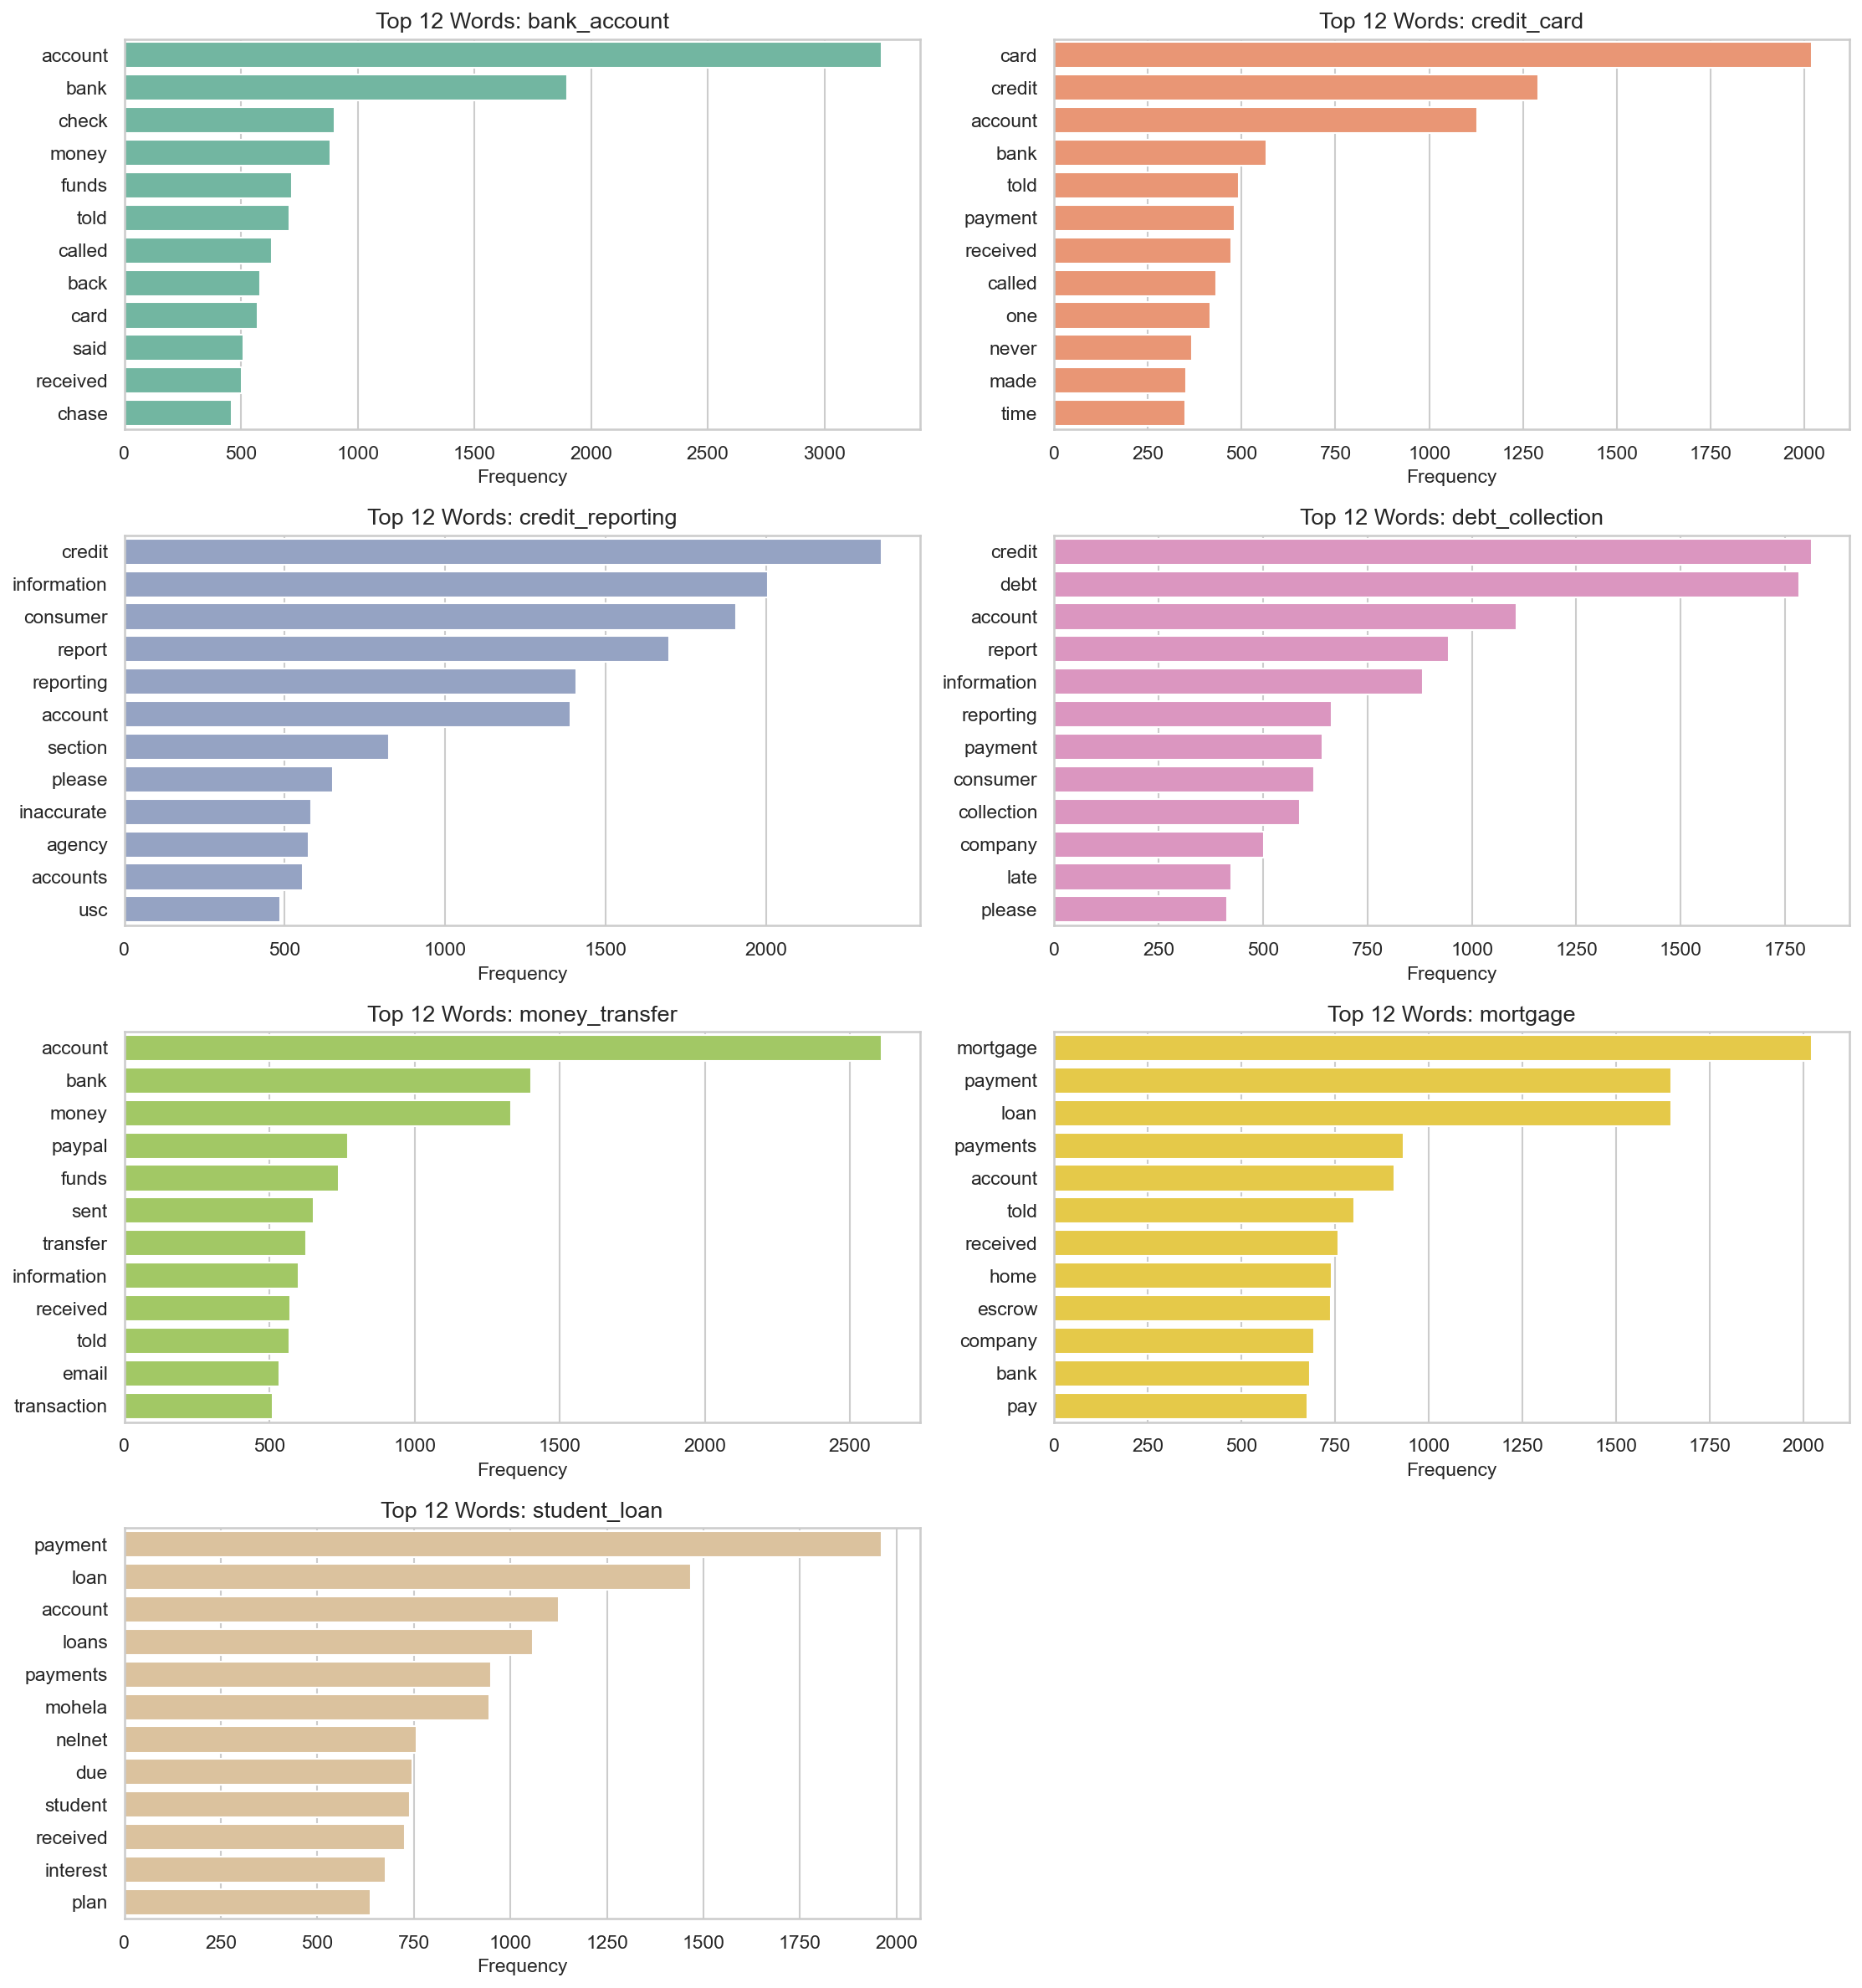 Top 12 Words: bank_account
account
bank
check
money
funds
told
called
back
card
said
received
chase
0 500 1000 1500 2000 2500 3000
Frequency
Top 12 Words: credit_card
card
credit
account
bank
told
payment
received
called
one
never
made
time
0 250 500 750 1000 1250 1500 1750 2000
Frequency
Top 12 Words: credit_reporting
credit
information
consumer
report
reporting
account
section
please
inaccurate
agency
accounts
usc
0 500 1000 1500 2000
Frequency
Top 12 Words: debt_collection
credit
debt
account
report
information
reporting
payment
consumer
collection
company
late
please
0 250 500 750 1000 1250 1500 1750
Frequency
Top 12 Words: money_transfer
account
bank
money
paypal
funds
sent
transfer
information
received
told
email
transaction
0 500 1000 1500 2000 2500
Frequency
Top 12 Words: mortgage
mortgage
payment
loan
payments
account
told
received
home
escrow
company
bank
pay
0 250 500 750 1000 1250 1500 1750 2000
Frequency
Top 12 Words: student_loan
payment
loan
account
loans
payments
mohela
nelnet
due
student
received
interest
plan
0 250 500 750 1000 1250 1500 1750 2000
Frequency